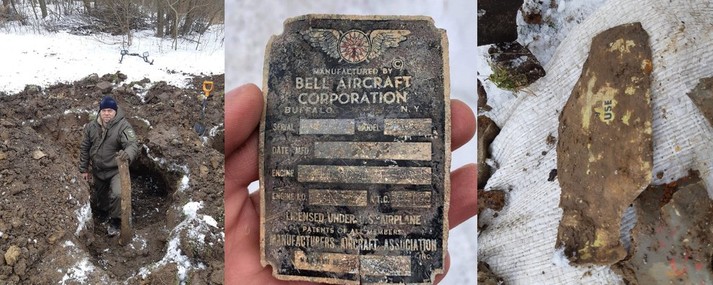 ©
MANUFACTURED BY
BELL AIRCRAFT
CORPORATION
BUFFALO, N. Y.
SERIAL MODEL
DATE MFD
ENGINE
ENGINE I.D. A.T.C.
LICENSED UNDER U.S. AIRPLANE
PATENTS OF ALL MEMBERS
MANUFACTURERS AIRCRAFT ASSOCIATION
INC.
USE